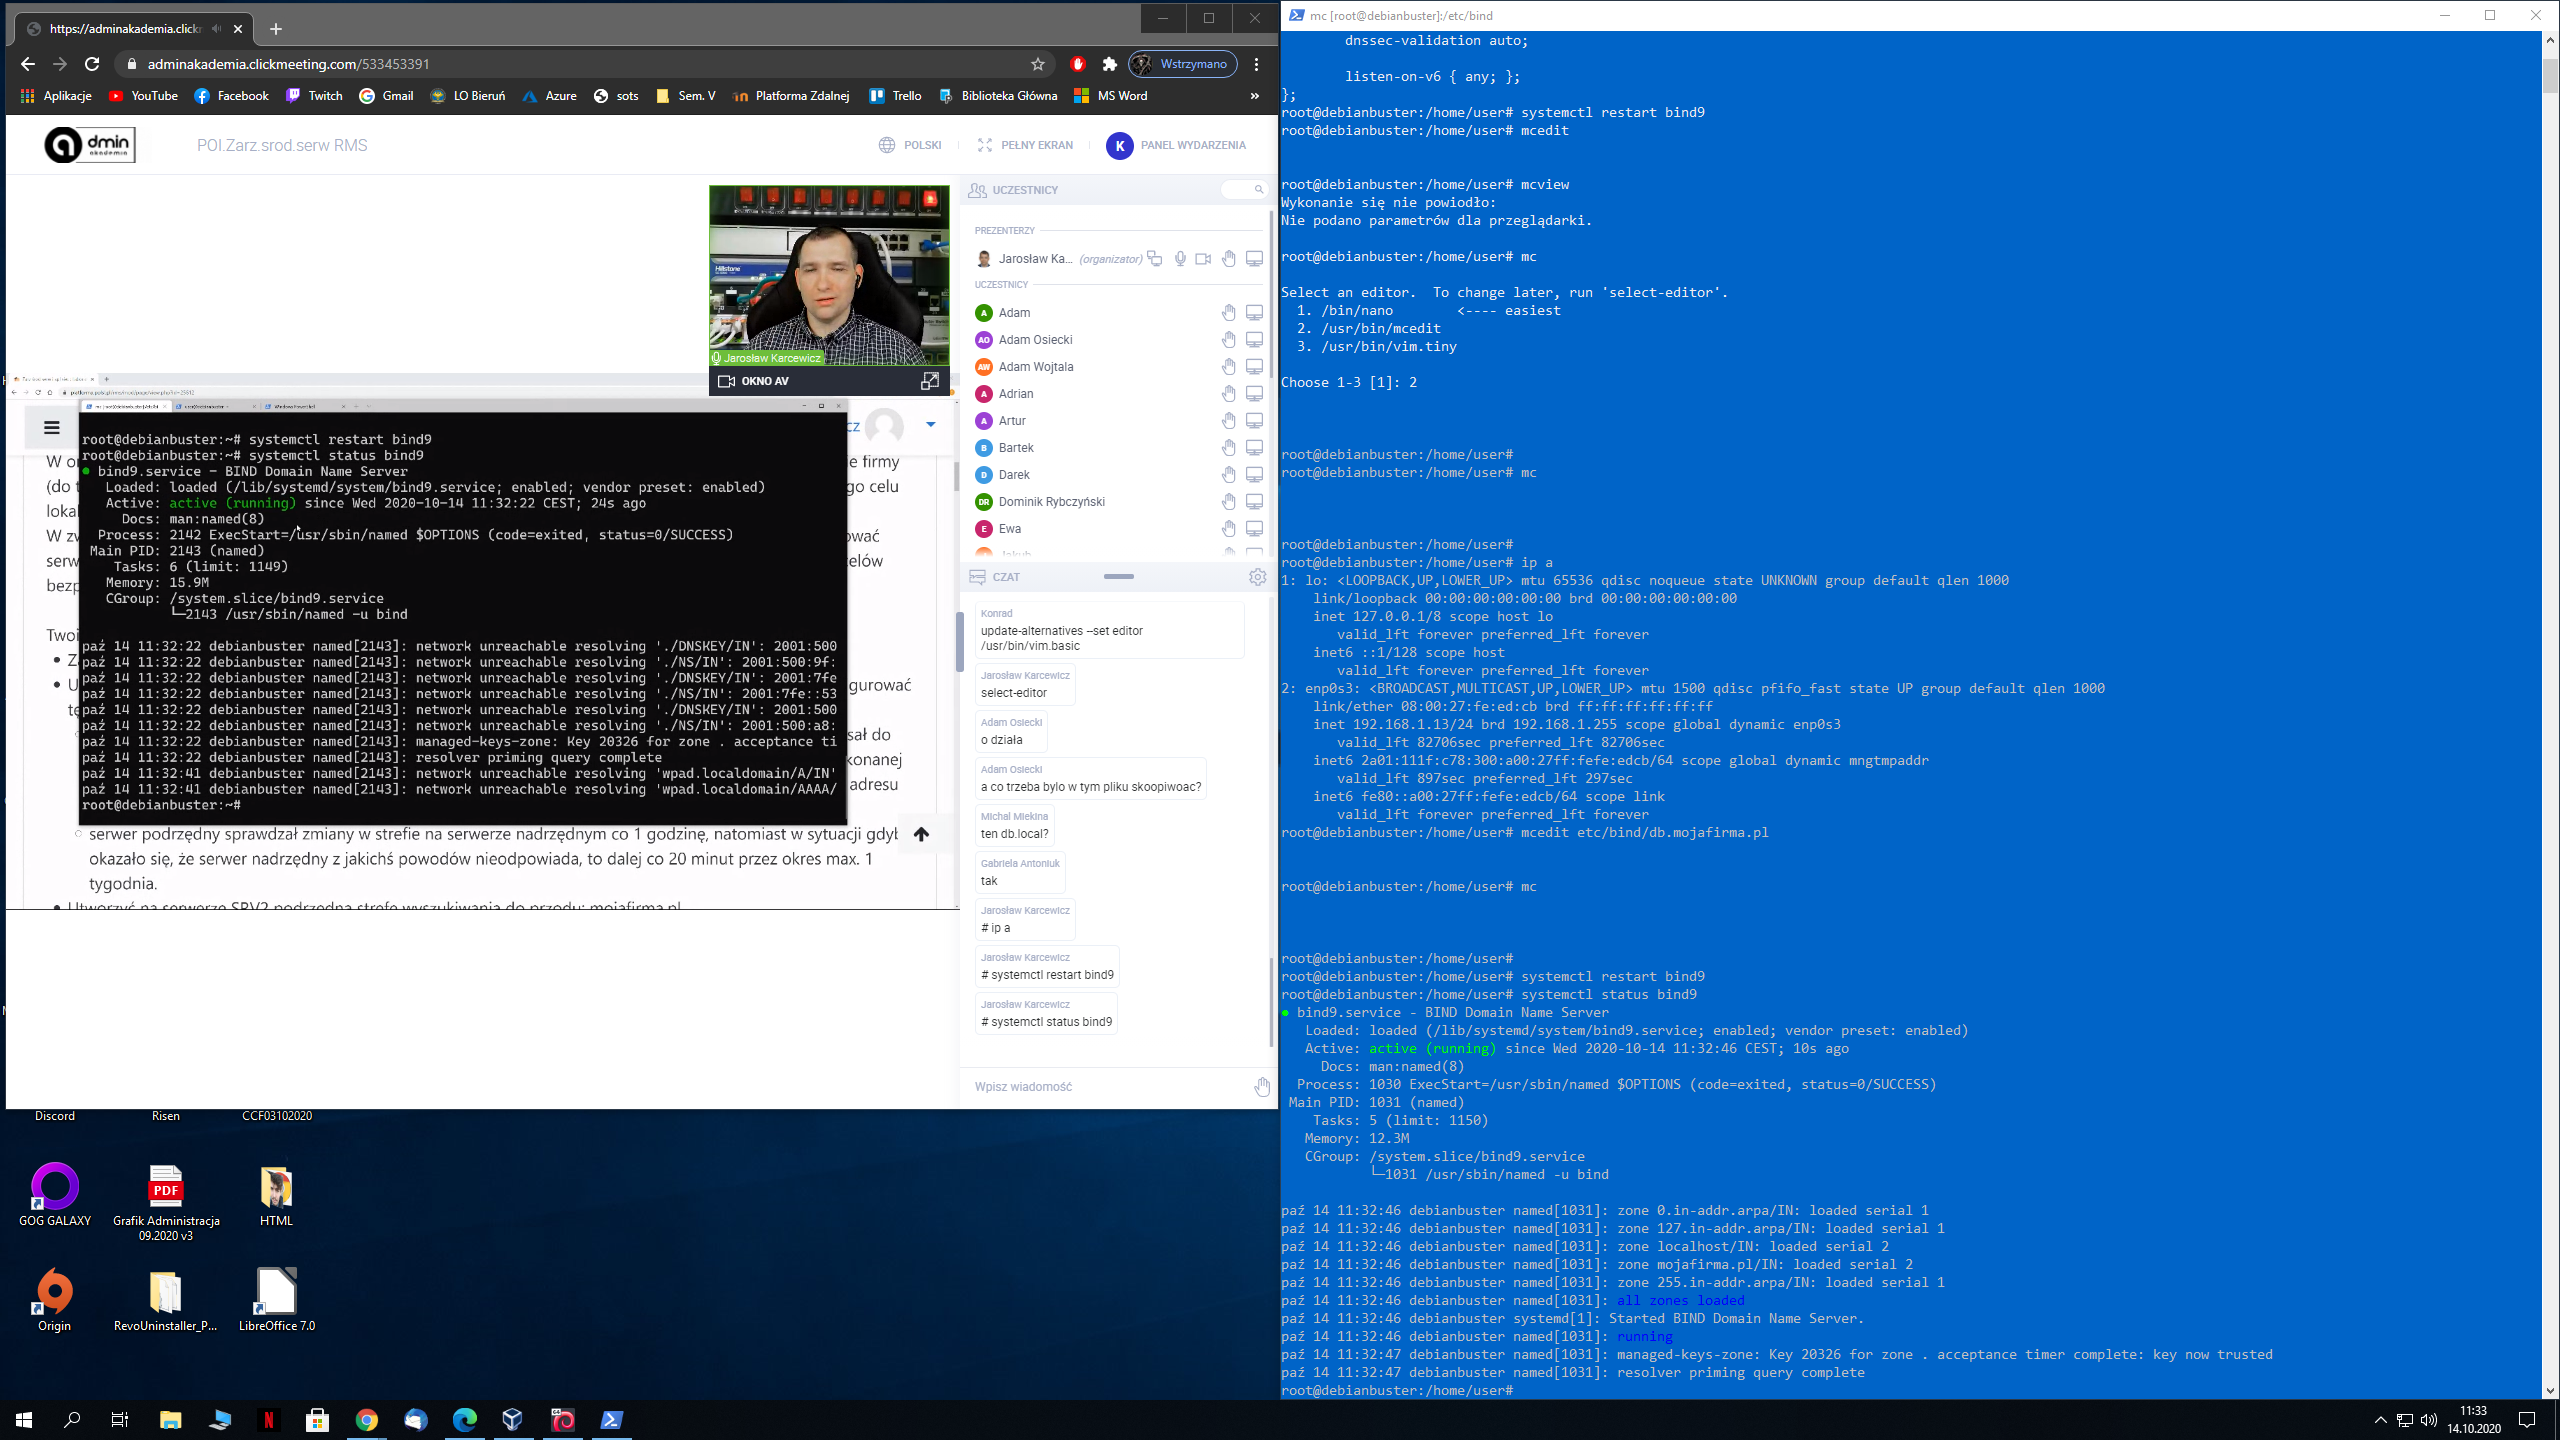 https://adminakademia.click
adminakademia.clickmeeting.com/533453391
Wstrzymano
Aplikacje
YouTube
Facebook
Twitch
Gmail
LO Bieruń
Azure
sots
Sem. V
Platforma Zdalnej
Trello
Biblioteka Główna
MS Word
»
dmin
akademia
POI.Zarz.srod.serw RMS
POLSKI
PEŁNY EKRAN
K
PANEL WYDARZENIA
Hillstone
Jarosław Karcewicz
OKNO AV
UCZESTNICY
PREZENTERZY
Jarosław Ka... (organizator)
UCZESTNICY
A Adam
AO Adam Osiecki
AW Adam Wojtala
A Adrian
A Artur
B Bartek
D Darek
DR Dominik Rybczyński
E Ewa
Jakub
CZAT
Konrad
update-alternatives --set editor
/usr/bin/vim.basic
Jarosław Karcewicz
select-editor
Adam Osiecki
o działa
Adam Osiecki
a co trzeba bylo w tym pliku skoopiwoac?
Michal Mlekina
ten db.local?
Gabriela Antoniuk
tak
Jarosław Karcewicz
# ip a
Jarosław Karcewicz
# systemctl restart bind9
Jarosław Karcewicz
# systemctl status bind9
Wpisz wiadomość
root@debianbuster:~# systemctl restart bind9
root@debianbuster:~# systemctl status bind9
● bind9.service - BIND Domain Name Server
Loaded: loaded (/lib/systemd/system/bind9.service; enabled; vendor preset: enabled)
Active: active (running) since Wed 2020-10-14 11:32:22 CEST; 24s ago
Docs: man:named(8)
Process: 2142 ExecStart=/usr/sbin/named $OPTIONS (code=exited, status=0/SUCCESS)
Main PID: 2143 (named)
Tasks: 6 (limit: 1149)
Memory: 15.9M
CGroup: /system.slice/bind9.service
└─2143 /usr/sbin/named -u bind
paź 14 11:32:22 debianbuster named[2143]: network unreachable resolving './DNSKEY/IN': 2001:500
paź 14 11:32:22 debianbuster named[2143]: network unreachable resolving './NS/IN': 2001:500:9f:
paź 14 11:32:22 debianbuster named[2143]: network unreachable resolving './DNSKEY/IN': 2001:7fe
paź 14 11:32:22 debianbuster named[2143]: network unreachable resolving './NS/IN': 2001:7fe::53
paź 14 11:32:22 debianbuster named[2143]: network unreachable resolving './DNSKEY/IN': 2001:500
paź 14 11:32:22 debianbuster named[2143]: network unreachable resolving './NS/IN': 2001:500:a8:
paź 14 11:32:22 debianbuster named[2143]: managed-keys-zone: Key 20326 for zone . acceptance ti
paź 14 11:32:22 debianbuster named[2143]: resolver priming query complete
paź 14 11:32:41 debianbuster named[2143]: network unreachable resolving 'wpad.localdomain/A/IN'
paź 14 11:32:41 debianbuster named[2143]: network unreachable resolving 'wpad.localdomain/AAAA/
root@debianbuster:~#
cz
W o
ie firmy
(do t
go celu
loka
W zw
ować
serw
celów
bezp
Twoi
Za
U
gurować
tę
sał do
konanej
adresu
serwer podrzędny sprawdzał zmiany w strefie na serwerze nadrzędnym co 1 godzinę, natomiast w sytuacji gdyb
okazało się, że serwer nadrzędny z jakichś powodów nieodpowiada, to dalej co 20 minut przez okres max. 1
tygodnia.
Utworzyć na serwerze SRV2 podrzędną strefę wyszukiwania do przodu: mojafirma.pl
Discord
Risen
CCF03102020
GOG GALAXY
PDF
Grafik Administracja
09.2020 v3
HTML
Origin
RevoUninstaller_P...
LibreOffice 7.0
mc [root@debianbuster]:/etc/bind
dnssec-validation auto;
listen-on-v6 { any; };
};
root@debianbuster:/home/user# systemctl restart bind9
root@debianbuster:/home/user# mcedit
root@debianbuster:/home/user# mcview
Wykonanie się nie powiodło:
Nie podano parametrów dla przeglądarki.
root@debianbuster:/home/user# mc
Select an editor.  To change later, run 'select-editor'.
1. /bin/nano        <---- easiest
2. /usr/bin/mcedit
3. /usr/bin/vim.tiny
Choose 1-3 [1]: 2
root@debianbuster:/home/user#
root@debianbuster:/home/user# mc
root@debianbuster:/home/user#
root@debianbuster:/home/user# ip a
1: lo: <LOOPBACK,UP,LOWER_UP> mtu 65536 qdisc noqueue state UNKNOWN group default qlen 1000
link/loopback 00:00:00:00:00:00 brd 00:00:00:00:00:00
inet 127.0.0.1/8 scope host lo
valid_lft forever preferred_lft forever
inet6 ::1/128 scope host
valid_lft forever preferred_lft forever
2: enp0s3: <BROADCAST,MULTICAST,UP,LOWER_UP> mtu 1500 qdisc pfifo_fast state UP group default qlen 1000
link/ether 08:00:27:fe:ed:cb brd ff:ff:ff:ff:ff:ff
inet 192.168.1.13/24 brd 192.168.1.255 scope global dynamic enp0s3
valid_lft 82706sec preferred_lft 82706sec
inet6 2a01:111f:c78:300:a00:27ff:fefe:edcb/64 scope global dynamic mngtmpaddr
valid_lft 897sec preferred_lft 297sec
inet6 fe80::a00:27ff:fefe:edcb/64 scope link
valid_lft forever preferred_lft forever
root@debianbuster:/home/user# mcedit etc/bind/db.mojafirma.pl
root@debianbuster:/home/user# mc
root@debianbuster:/home/user#
root@debianbuster:/home/user# systemctl restart bind9
root@debianbuster:/home/user# systemctl status bind9
● bind9.service - BIND Domain Name Server
Loaded: loaded (/lib/systemd/system/bind9.service; enabled; vendor preset: enabled)
Active: active (running) since Wed 2020-10-14 11:32:46 CEST; 10s ago
Docs: man:named(8)
Process: 1030 ExecStart=/usr/sbin/named $OPTIONS (code=exited, status=0/SUCCESS)
Main PID: 1031 (named)
Tasks: 5 (limit: 1150)
Memory: 12.3M
CGroup: /system.slice/bind9.service
└─1031 /usr/sbin/named -u bind
paź 14 11:32:46 debianbuster named[1031]: zone 0.in-addr.arpa/IN: loaded serial 1
paź 14 11:32:46 debianbuster named[1031]: zone 127.in-addr.arpa/IN: loaded serial 1
paź 14 11:32:46 debianbuster named[1031]: zone localhost/IN: loaded serial 2
paź 14 11:32:46 debianbuster named[1031]: zone mojafirma.pl/IN: loaded serial 2
paź 14 11:32:46 debianbuster named[1031]: zone 255.in-addr.arpa/IN: loaded serial 1
paź 14 11:32:46 debianbuster named[1031]: all zones loaded
paź 14 11:32:46 debianbuster systemd[1]: Started BIND Domain Name Server.
paź 14 11:32:46 debianbuster named[1031]: running
paź 14 11:32:47 debianbuster named[1031]: managed-keys-zone: Key 20326 for zone . acceptance timer complete: key now trusted
paź 14 11:32:47 debianbuster named[1031]: resolver priming query complete
root@debianbuster:/home/user#
11:33
14.10.2020